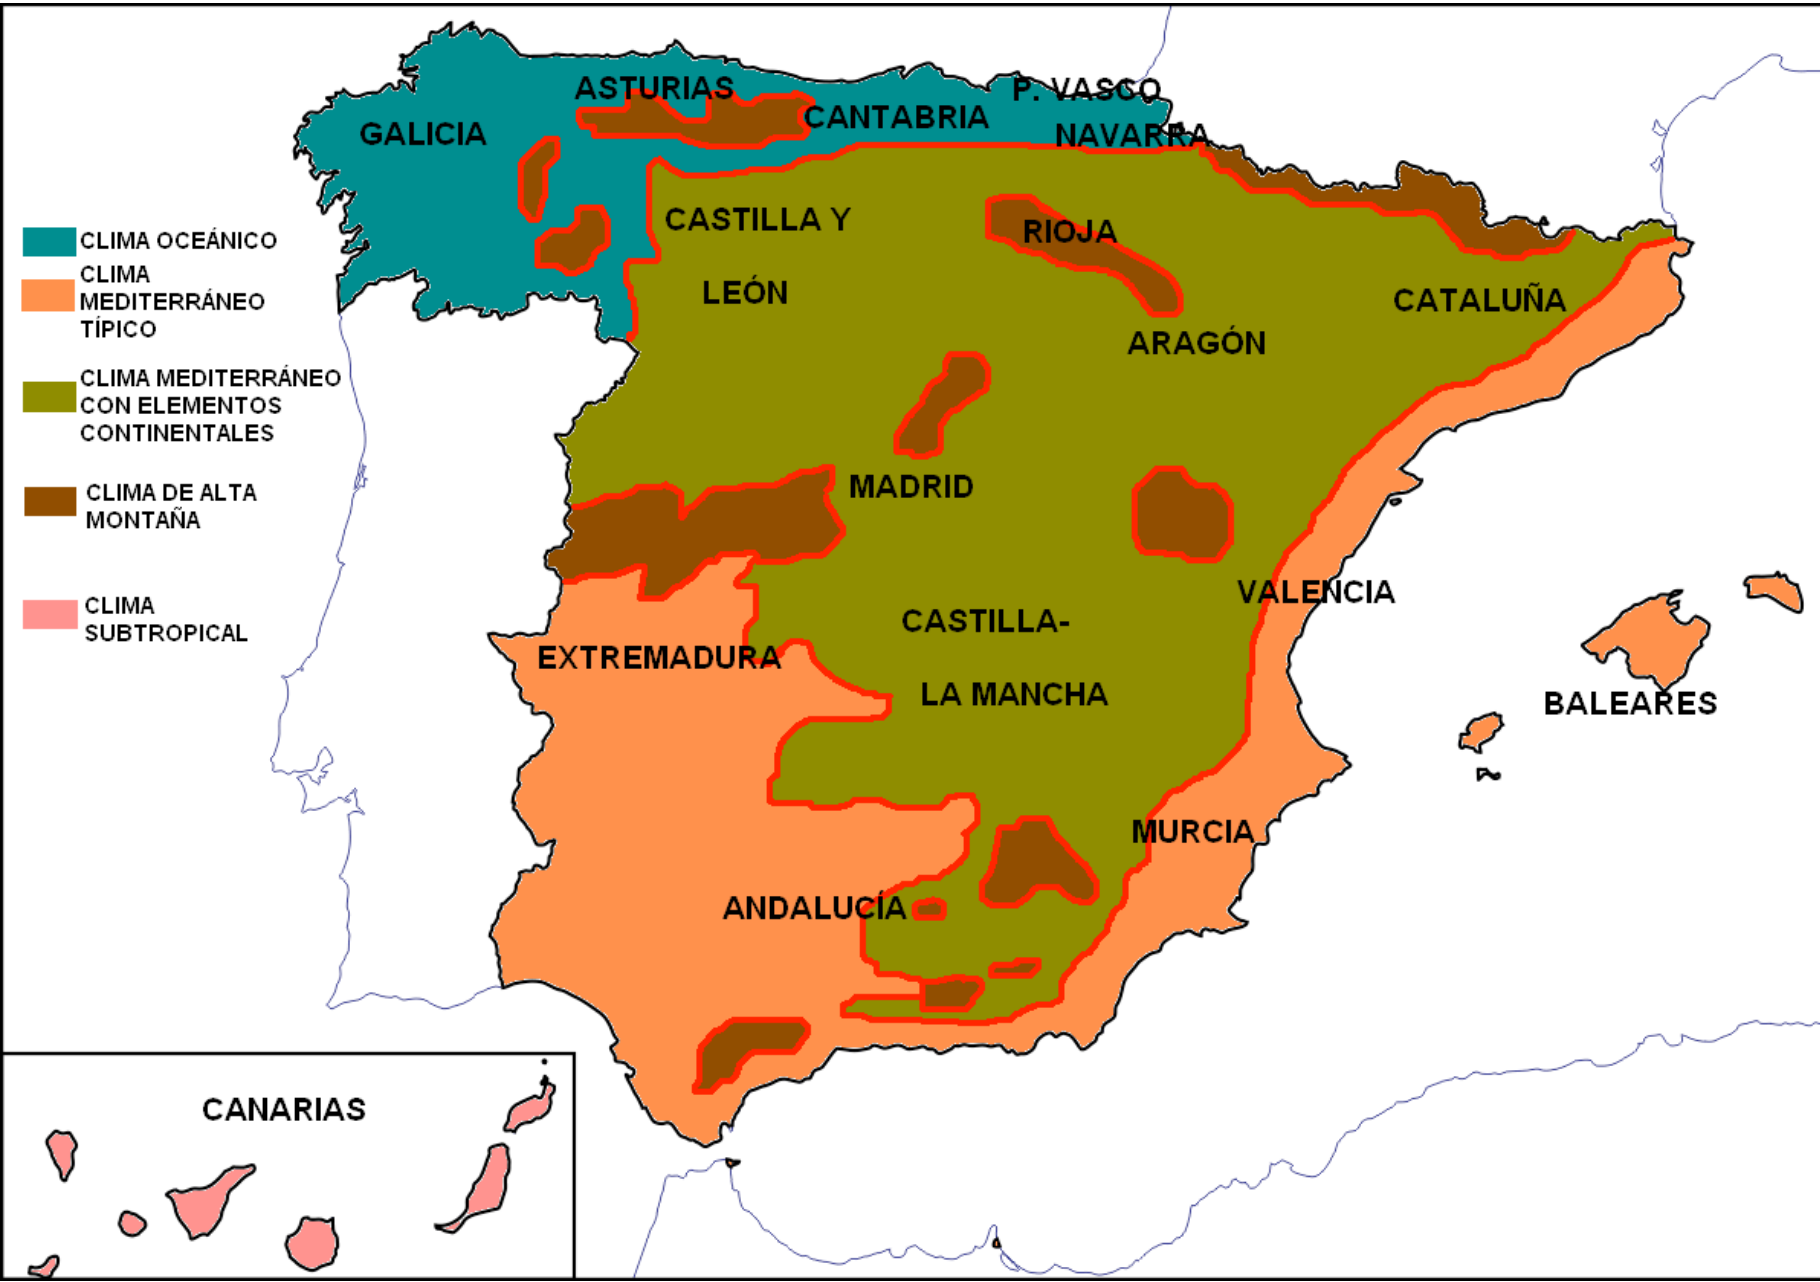 ASTURIAS
P. VASCO
CANTABRIA
GALICIA
NAVARRA
CASTILLA Y
LEÓN
RIOJA
CATALUÑA
ARAGÓN
CLIMA OCEÁNICO
CLIMA
MEDITERRÁNEO
TÍPICO
CLIMA MEDITERRÁNEO
CON ELEMENTOS
CONTINENTALES
CLIMA DE ALTA
MONTAÑA
CLIMA
SUBTROPICAL
MADRID
VALENCIA
CASTILLA-
LA MANCHA
EXTREMADURA
BALEARES
MURCIA
ANDALUCÍA
CANARIAS